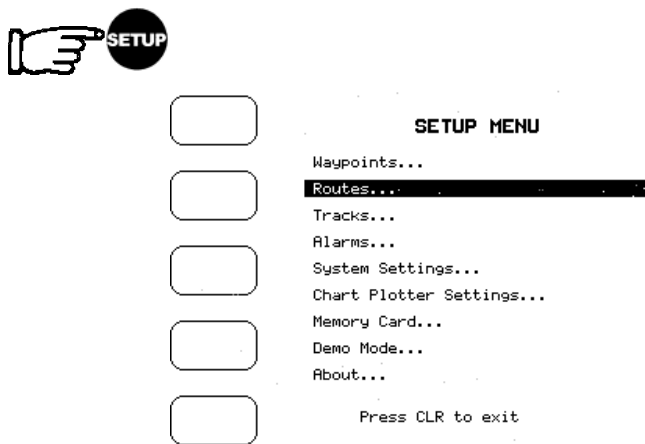 SETUP
SETUP MENU
Waypoints...
Routes...
Tracks...
Alarms...
System Settings...
Chart Plotter Settings...
Memory Card...
Demo Mode...
About...
Press CLR to exit